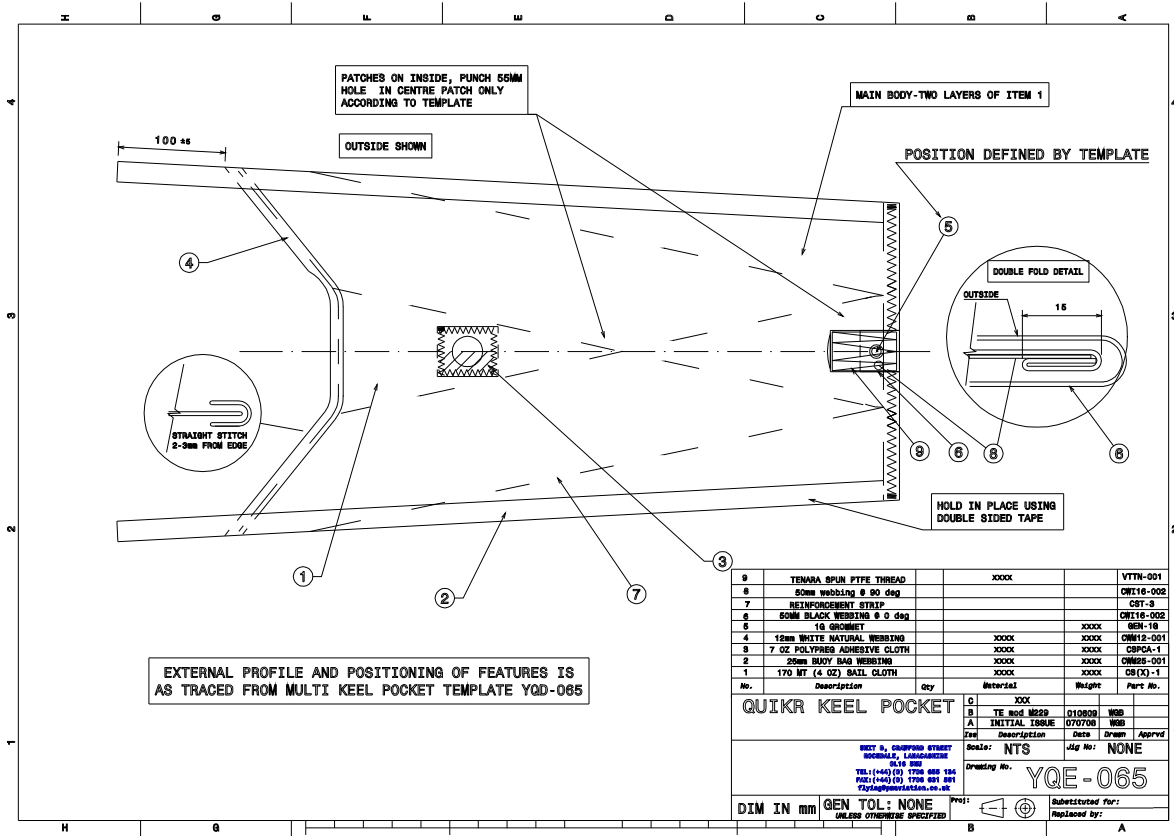 H G F E D C B A
4
PATCHES ON INSIDE, PUNCH 55MM
HOLE IN CENTRE PATCH ONLY
ACCORDING TO TEMPLATE
MAIN BODY-TWO LAYERS OF ITEM 1
100 ±5
OUTSIDE SHOWN
POSITION DEFINED BY TEMPLATE
5
4
DOUBLE FOLD DETAIL
OUTSIDE
15
3
STRAIGHT STITCH
2-3mm FROM EDGE
9 6 8 6
HOLD IN PLACE USING
DOUBLE SIDED TAPE
2
1 2 7 3
EXTERNAL PROFILE AND POSITIONING OF FEATURES IS
AS TRACED FROM MULTI KEEL POCKET TEMPLATE YQD-065
9 TENARA SPUN PTFE THREAD XXXX VTTN-001
8 50mm webbing @ 90 deg CWI16-002
7 REINFORCEMENT STRIP CST-3
6 50MM BLACK WEBBING @ 0 deg CWI16-002
5 1G GROMMET XXXX GEN-1G
4 12mm WHITE NATURAL WEBBING XXXX XXXX CWM12-001
3 7 OZ POLYPREG ADHESIVE CLOTH XXXX XXXX CSPCA-1
2 25mm BUOY BAG WEBBING XXXX XXXX CWM25-001
1 170 MT (4 OZ) SAIL CLOTH XXXX XXXX CS(X)-1
No. Description Qty Material Weight Part No.
QUIKR KEEL POCKET
C XXX
B TE mod M229 010809 WGB
A INITIAL ISSUE 070708 WGB
Iss Description Date Drawn Apprvd
UNIT B, CRAWFORD STREET
ROCHDALE, LANCASHIRE
Scale: NTS Jig No: NONE
Drawing No. YQE-065
DIM IN mm GEN TOL: NONE
UNLESS OTHERWISE SPECIFIED
Proj:
Substituted for:
Replaced by:
1
H G F E D C B A